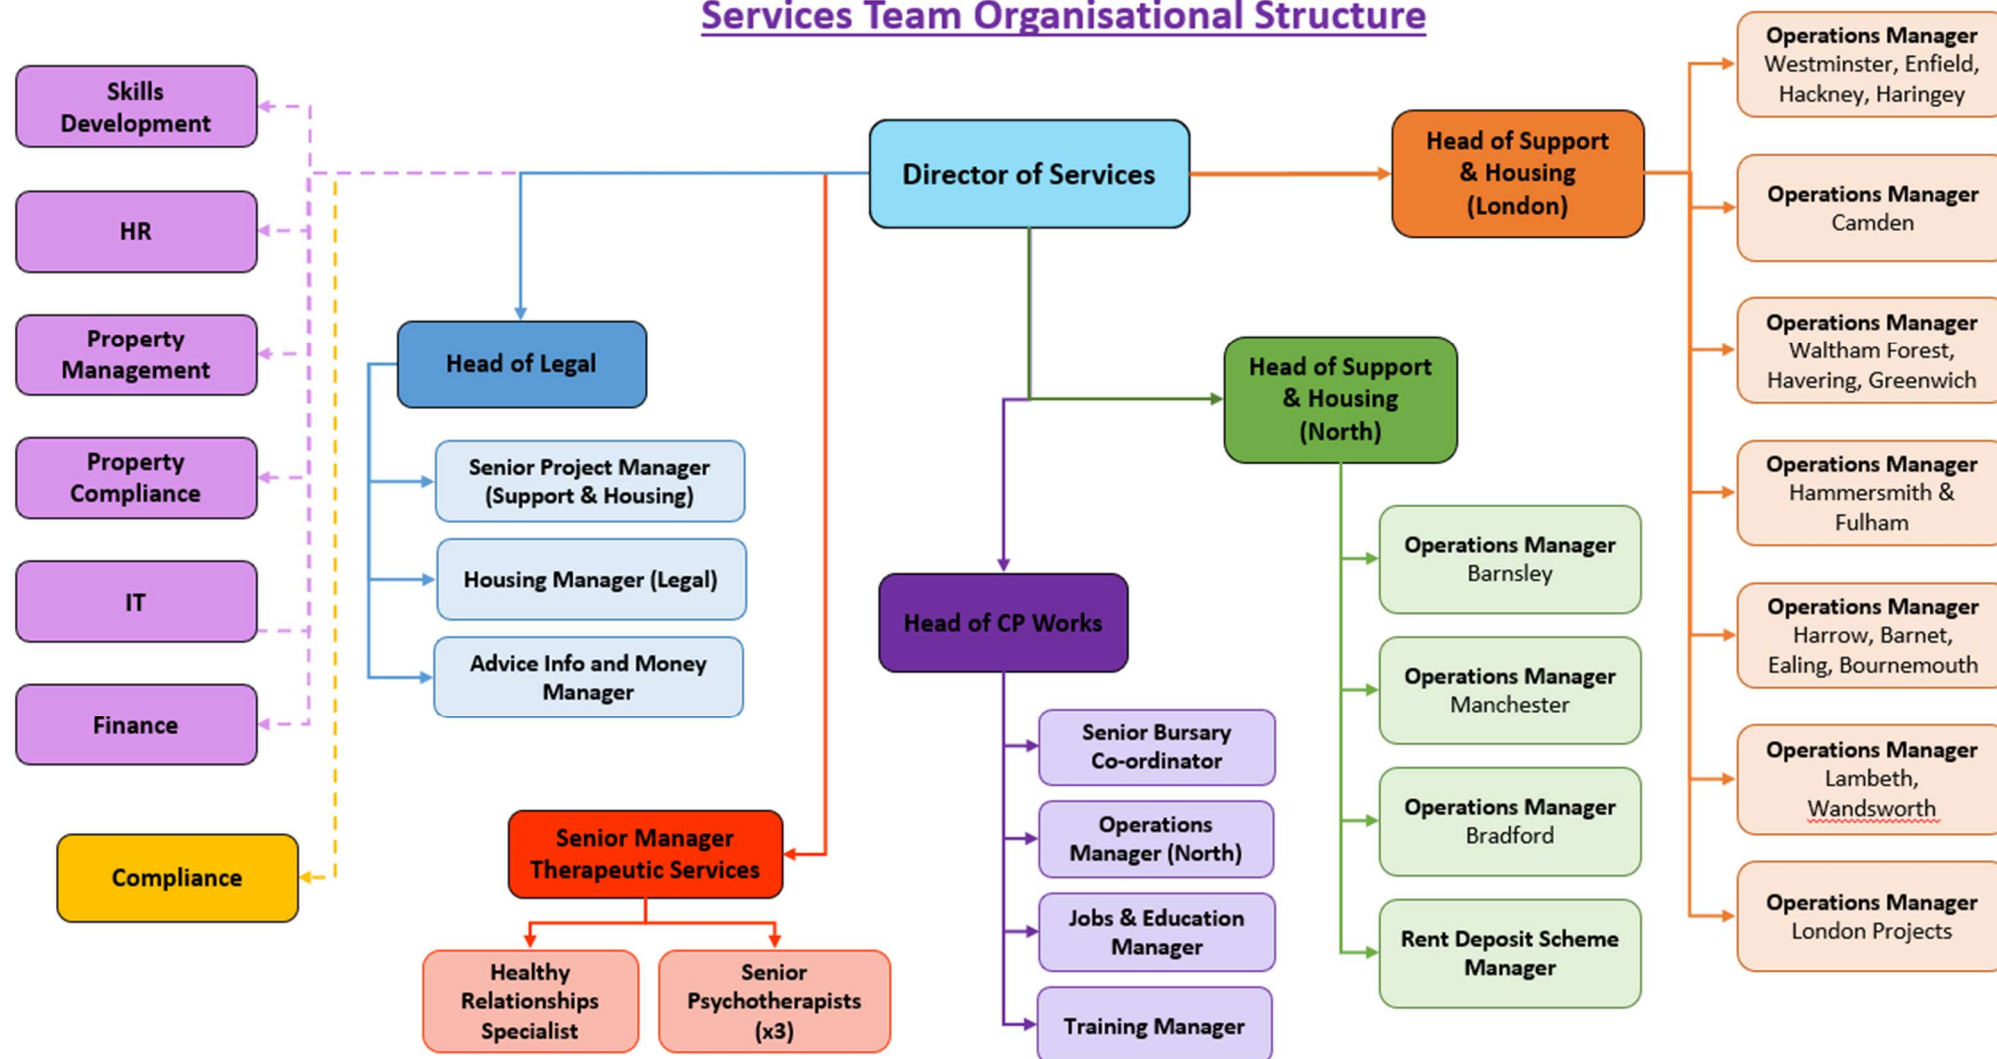 Services Team Organisational Structure
Skills
Development
HR
Property
Management
Property
Compliance
IT
Finance
Compliance
Director of Services
Head of Legal
Senior Project Manager
(Support & Housing)
Housing Manager (Legal)
Advice Info and Money
Manager
Senior Manager
Therapeutic Services
Healthy
Relationships
Specialist
Senior
Psychotherapists
(x3)
Head of CP Works
Senior Bursary
Co-ordinator
Operations
Manager (North)
Jobs & Education
Manager
Training Manager
Head of Support
& Housing
(North)
Operations Manager
Barnsley
Operations Manager
Manchester
Operations Manager
Bradford
Rent Deposit Scheme
Manager
Head of Support
& Housing
(London)
Operations Manager
Westminster, Enfield,
Hackney, Haringey
Operations Manager
Camden
Operations Manager
Waltham Forest,
Havering, Greenwich
Operations Manager
Hammersmith &
Fulham
Operations Manager
Harrow, Barnet,
Ealing, Bournemouth
Operations Manager
Lambeth,
Wandsworth
Operations Manager
London Projects